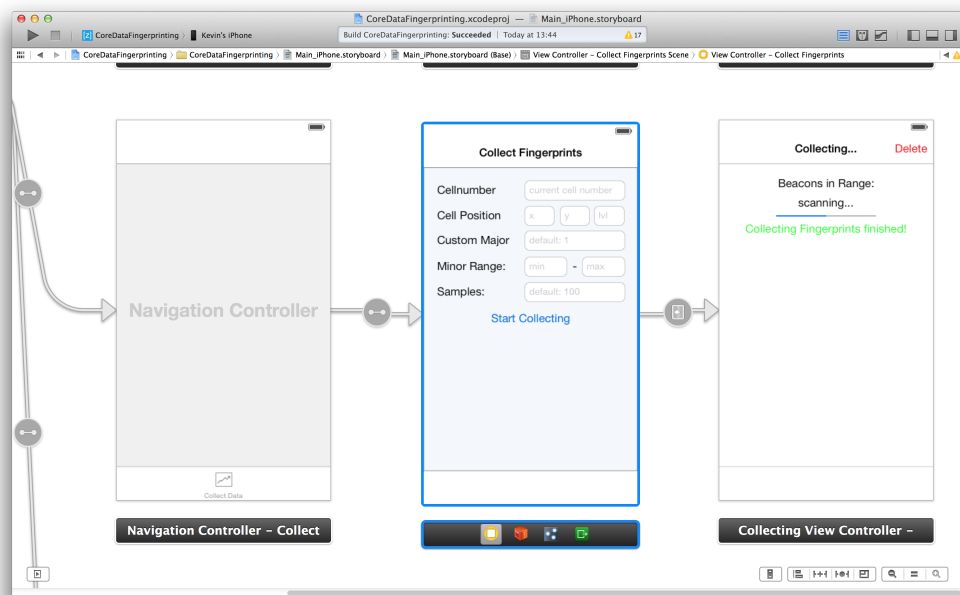 CoreDataFingerprinting.xcodeproj — Main_iPhone.storyboard
CoreDataFingerprinting › Kevin's iPhone
Build CoreDataFingerprinting: Succeeded | Today at 13:44
17
CoreDataFingerprinting › CoreDataFingerprinting › Main_iPhone.storyboard › Main_iPhone.storyboard (Base) › View Controller – Collect Fingerprints Scene › View Controller – Collect Fingerprints
Navigation Controller
Collect Data
Navigation Controller – Collect
Collect Fingerprints
Cellnumber current cell number
Cell Position x y lvl
Custom Major default: 1
Minor Range: min - max
Samples: default: 100
Start Collecting
Collecting... Delete
Beacons in Range:
scanning...
Collecting Fingerprints finished!
Collecting View Controller –